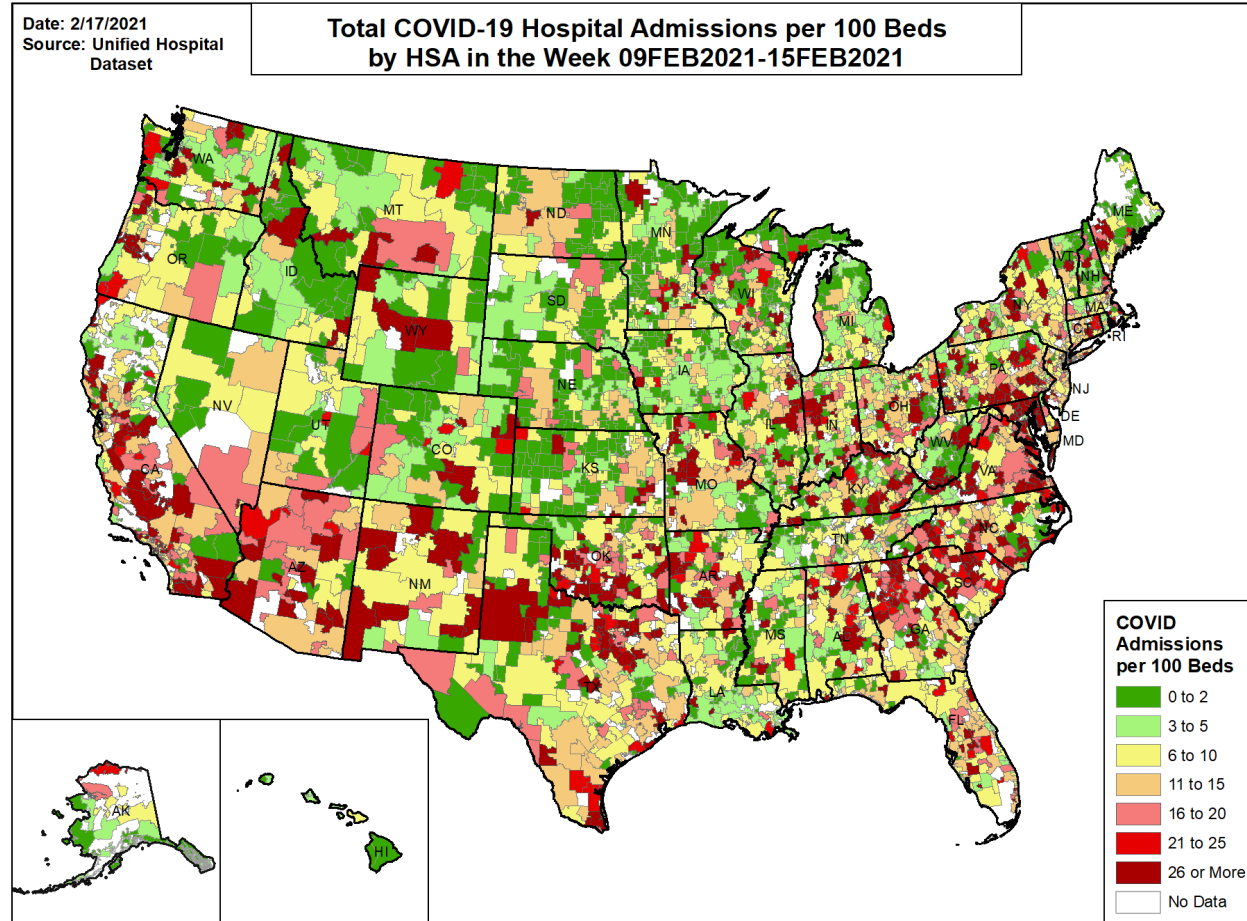 Date: 2/17/2021
Source: Unified Hospital
Dataset
Total COVID-19 Hospital Admissions per 100 Beds
by HSA in the Week 09FEB2021-15FEB2021
WA
MT
ND
MN
ME
OR
ID
SD
WI
MI
VT
NH
NY
MA
CT
RI
WY
NE
IA
PA
NJ
NV
UT
CO
KS
MO
IL
IN
OH
WV
VA
DE
MD
CA
KY
AZ
NM
OK
AR
TN
NC
SC
TX
MS
AL
GA
LA
FL
AK
HI
COVID
Admissions
per 100 Beds
0 to 2
3 to 5
6 to 10
11 to 15
16 to 20
21 to 25
26 or More
No Data